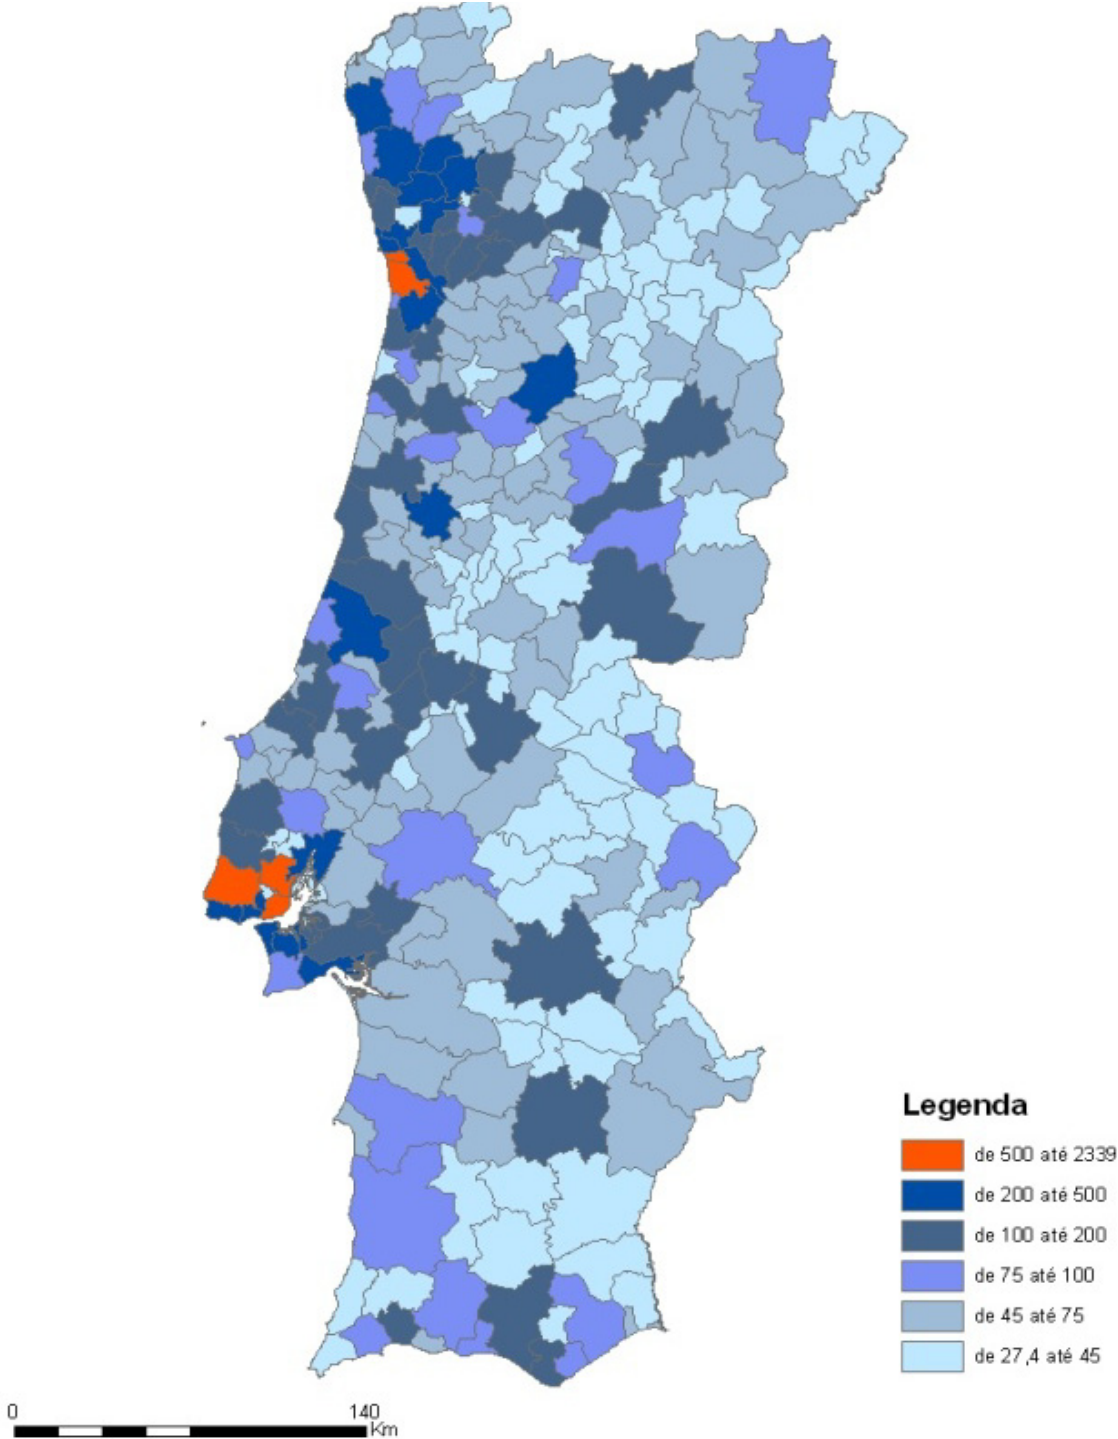 Legenda
de 500 até 2339
de 200 até 500
de 100 até 200
de 75 até 100
de 45 até 75
de 27,4 até 45
0 140
Km